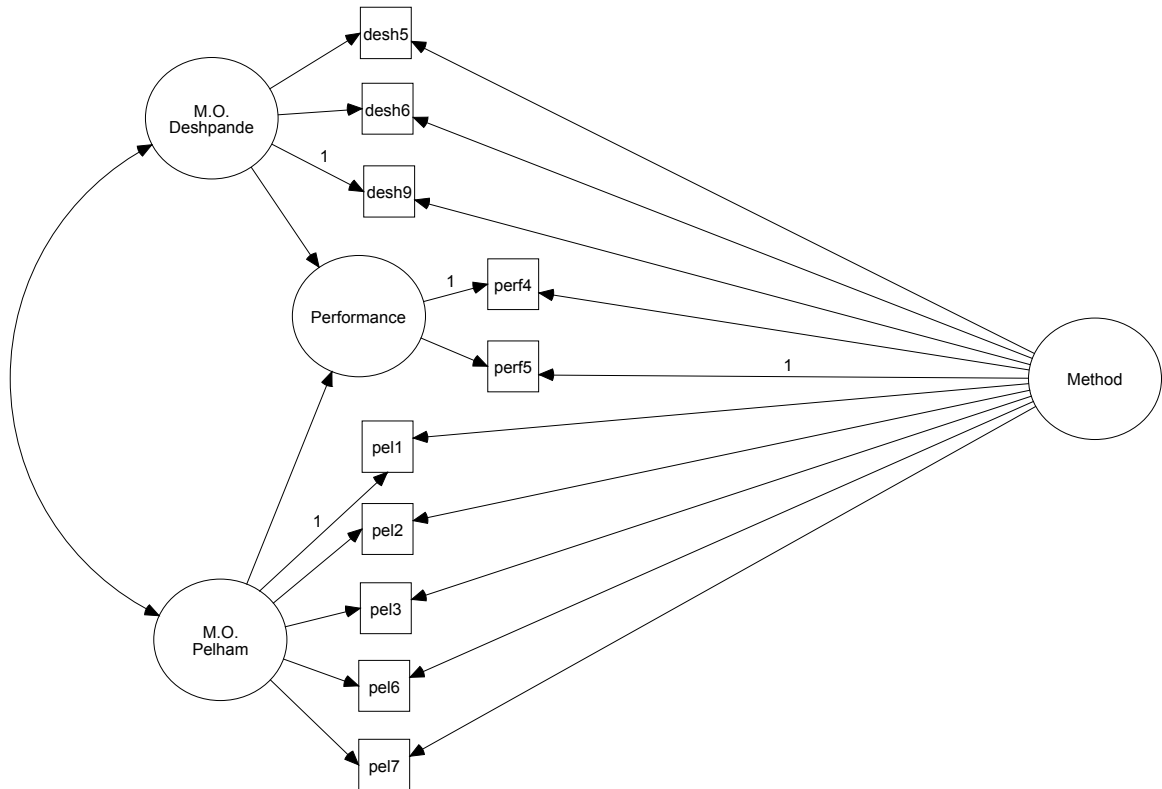 desh5
M.O.
Deshpande
desh6
1
desh9
1
perf4
Performance
perf5
1
Method
pel1
1
pel2
pel3
M.O.
Pelham
pel6
pel7